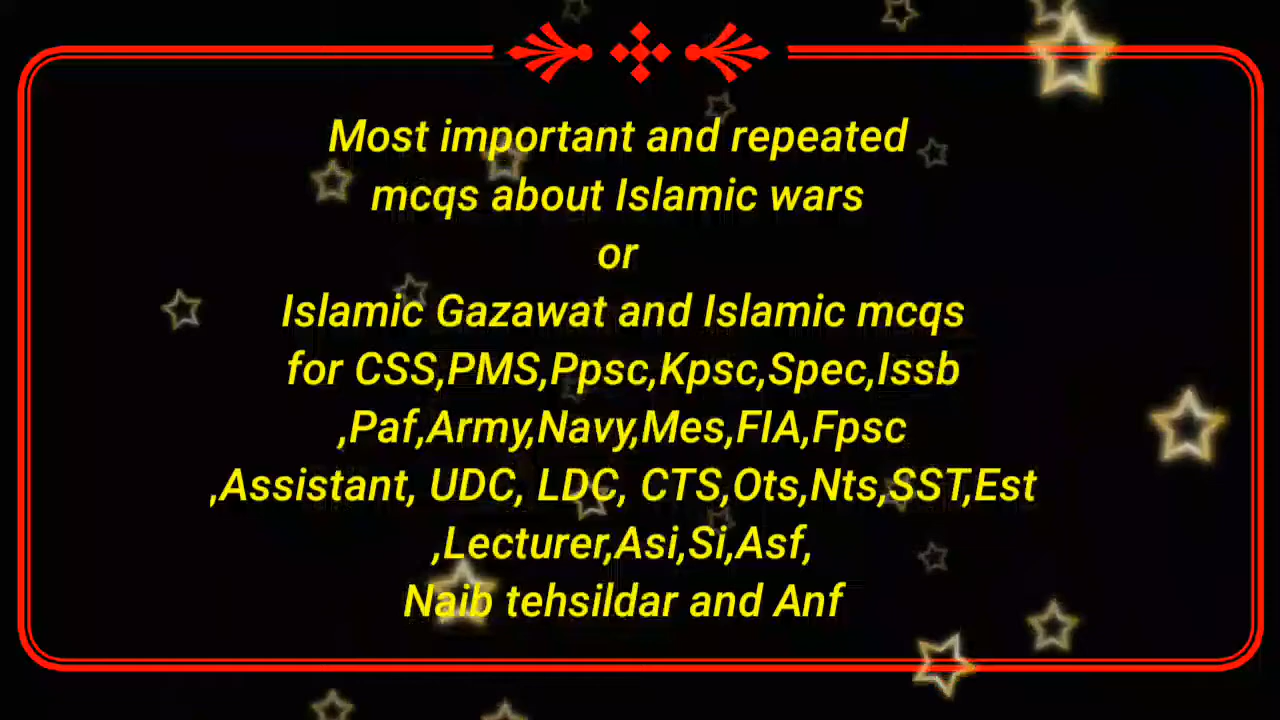 Most important and repeated
mcqs about Islamic wars
or
Islamic Gazawat and Islamic mcqs
for CSS,PMS,Ppsc,Kpsc,Spec,Issb
,Paf,Army,Navy,Mes,FIA,Fpsc
,Assistant, UDC, LDC, CTS,Ots,Nts,SST,Est
,Lecturer,Asi,Si,Asf,
Naib tehsildar and Anf